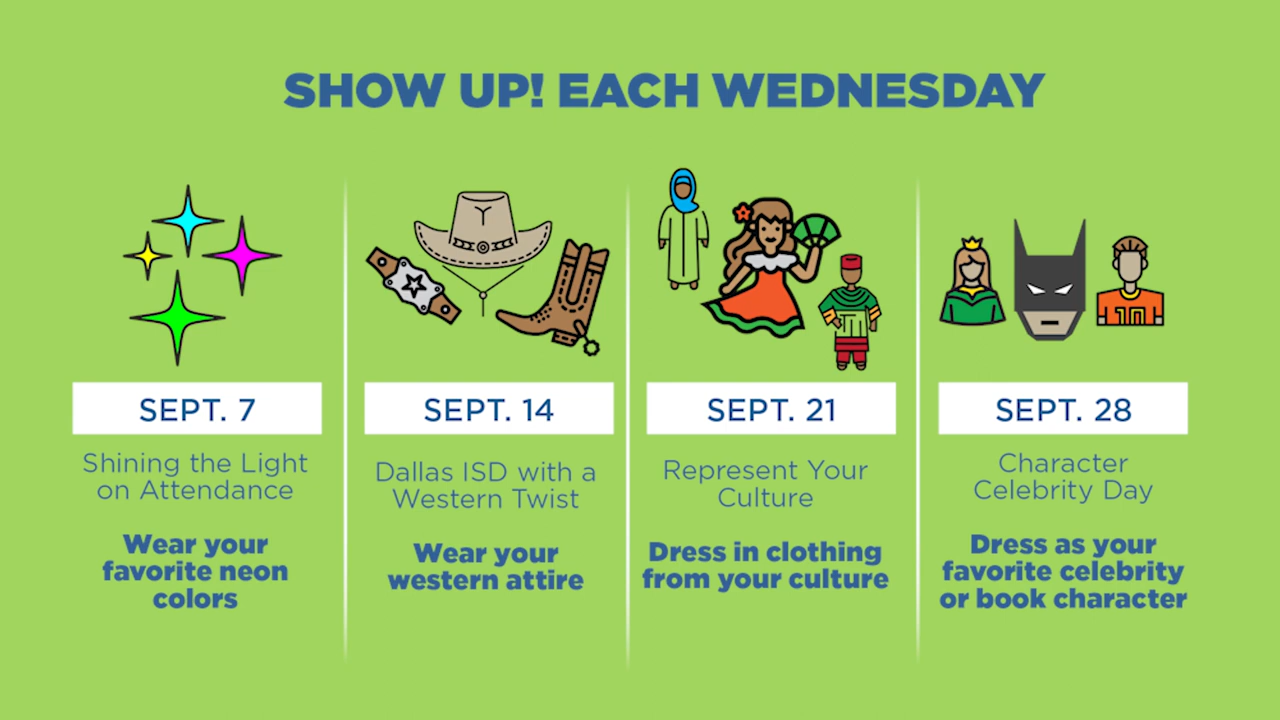 SHOW UP! EACH WEDNESDAY
SEPT. 7
Shining the Light
on Attendance
Wear your
favorite neon
colors
SEPT. 14
Dallas ISD with a
Western Twist
Wear your
western attire
SEPT. 21
Represent Your
Culture
Dress in clothing
from your culture
10
SEPT. 28
Character
Celebrity Day
Dress as your
favorite celebrity
or book character